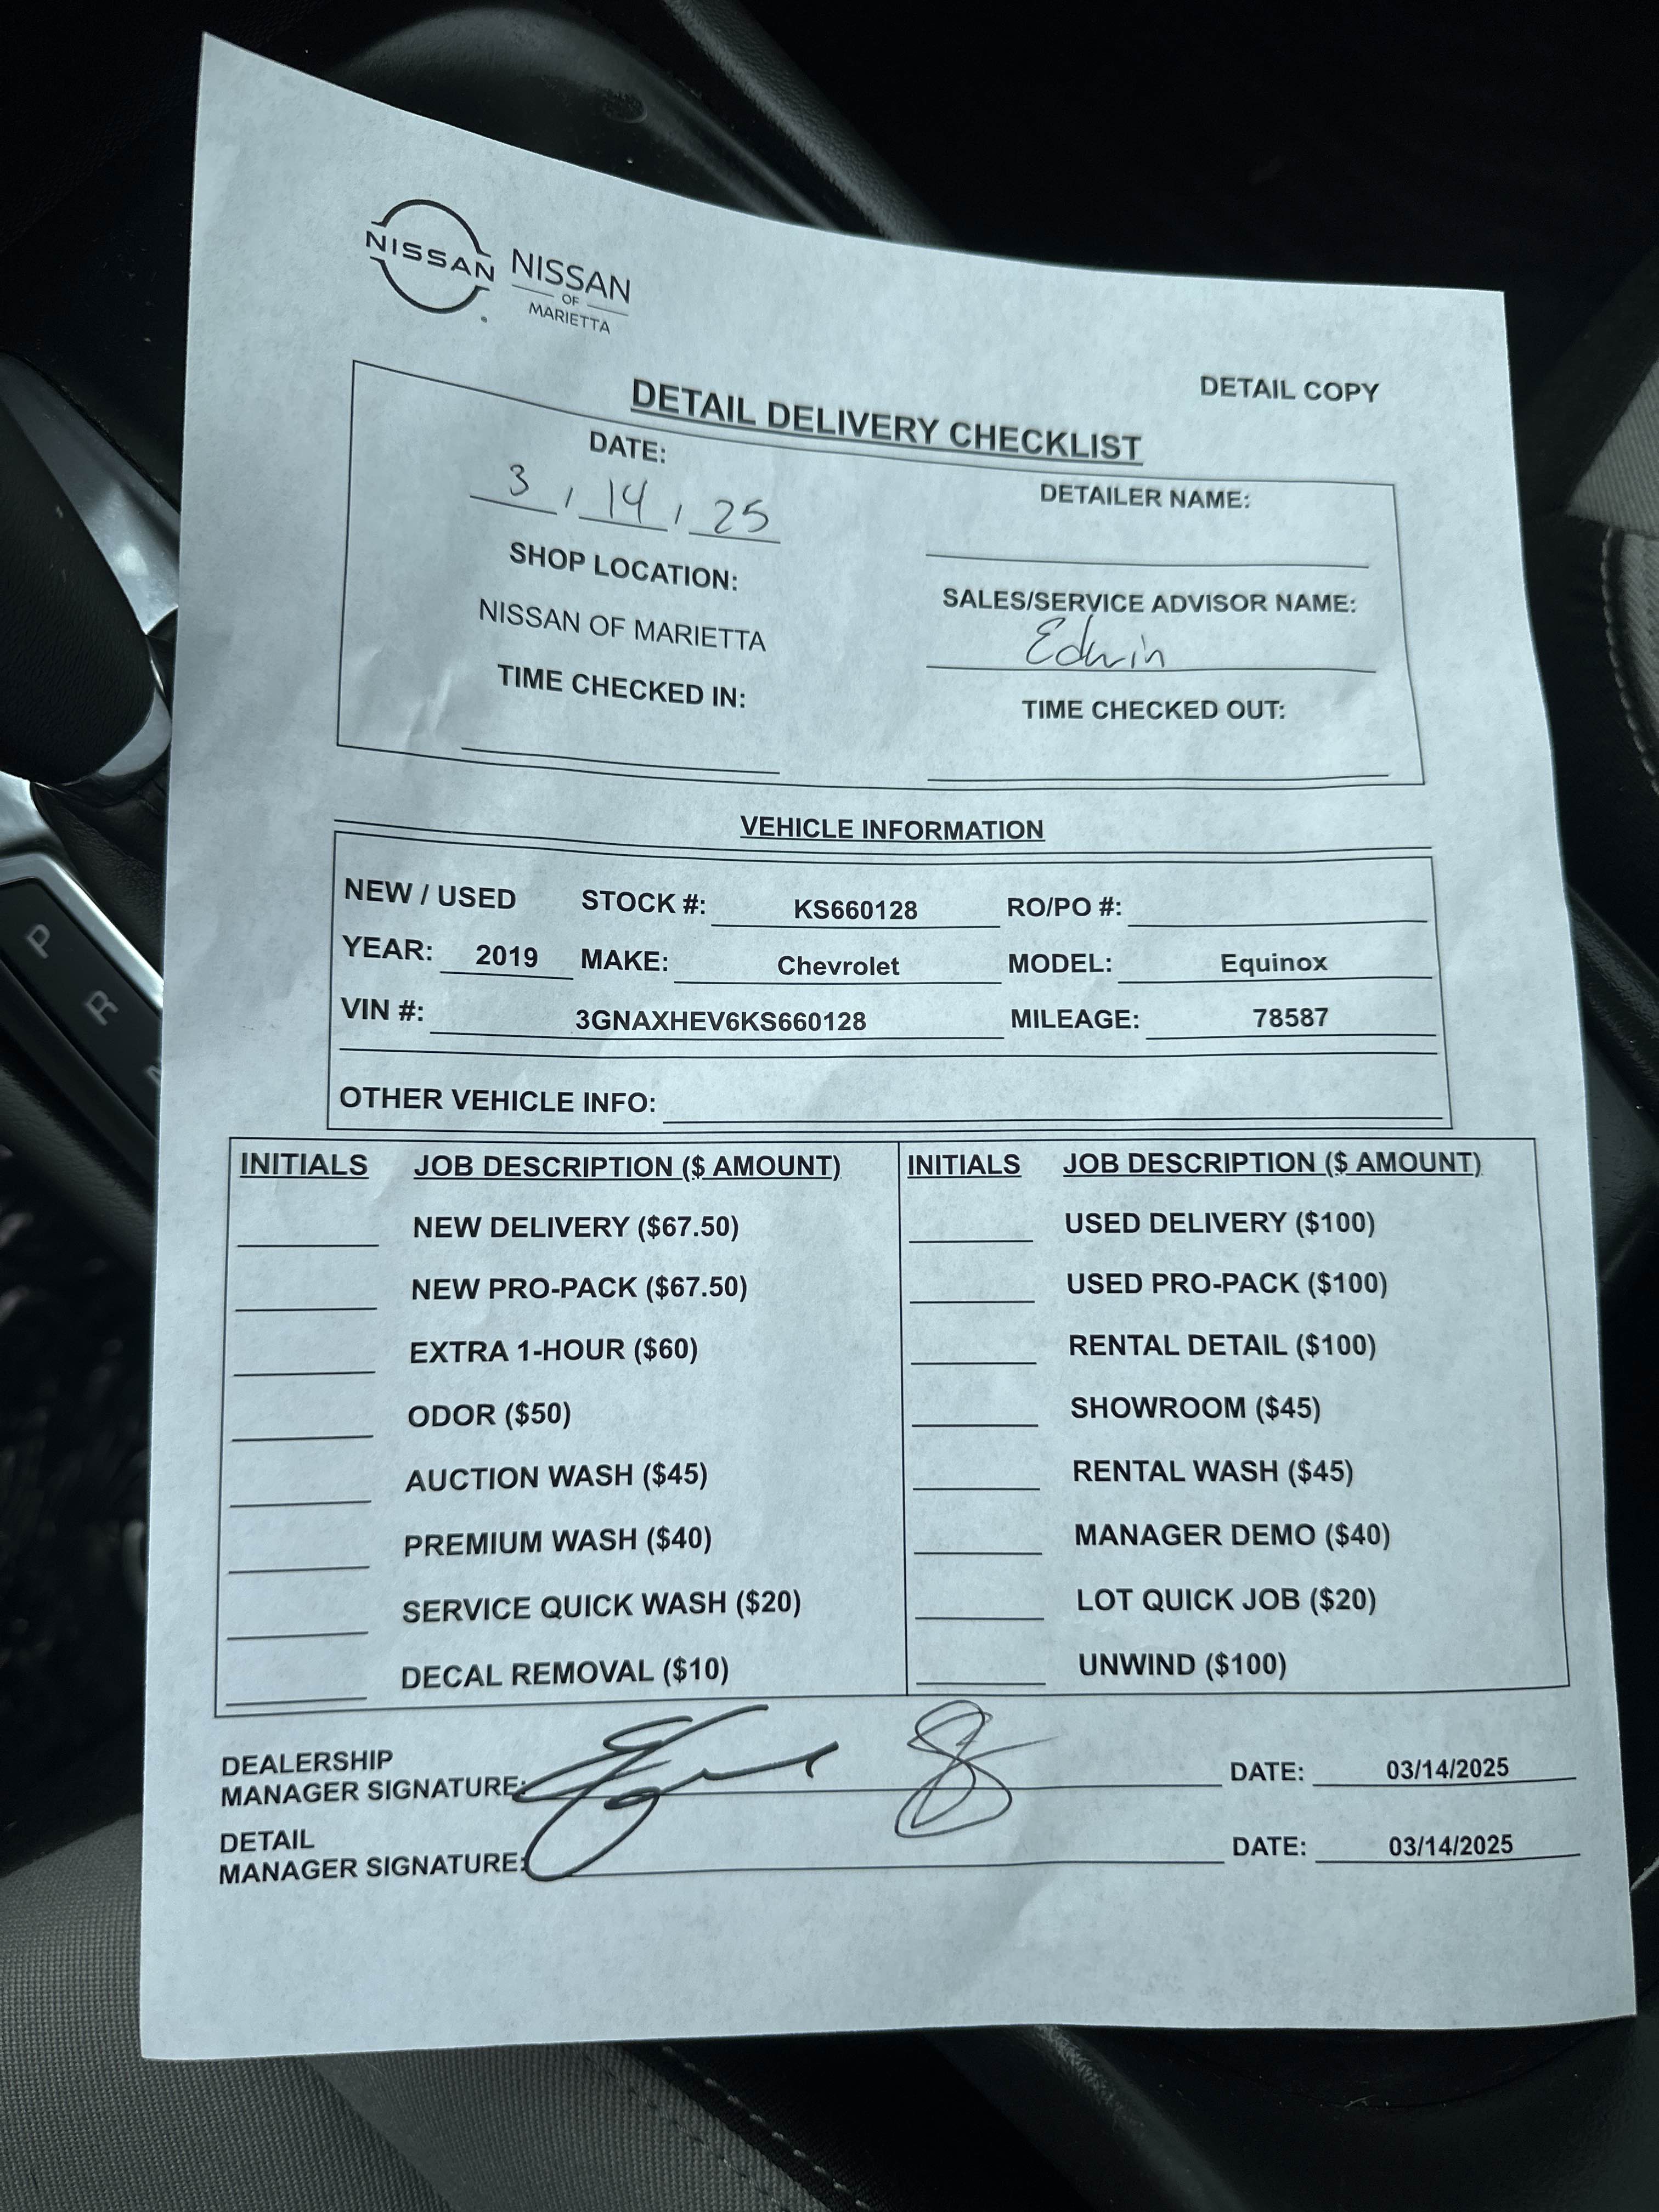 NISSAN NISSAN
OF
MARIETTA
DETAIL COPY
DETAIL DELIVERY CHECKLIST
DATE:
3 / 14 / 25
DETAILER NAME:
SHOP LOCATION:
NISSAN OF MARIETTA
SALES/SERVICE ADVISOR NAME:
Edwin
TIME CHECKED IN:
TIME CHECKED OUT:
VEHICLE INFORMATION
NEW / USED STOCK #: KS660128 RO/PO #:
YEAR: 2019 MAKE: Chevrolet MODEL: Equinox
VIN #: 3GNAXHEV6KS660128 MILEAGE: 78587
OTHER VEHICLE INFO:
INITIALS JOB DESCRIPTION ($ AMOUNT) INITIALS JOB DESCRIPTION ($ AMOUNT)
NEW DELIVERY ($67.50) USED DELIVERY ($100)
NEW PRO-PACK ($67.50) USED PRO-PACK ($100)
EXTRA 1-HOUR ($60) RENTAL DETAIL ($100)
ODOR ($50) SHOWROOM ($45)
AUCTION WASH ($45) RENTAL WASH ($45)
PREMIUM WASH ($40) MANAGER DEMO ($40)
SERVICE QUICK WASH ($20) LOT QUICK JOB ($20)
DECAL REMOVAL ($10) UNWIND ($100)
DEALERSHIP
MANAGER SIGNATURE: DATE: 03/14/2025
DETAIL
MANAGER SIGNATURE: DATE: 03/14/2025
P
R
N